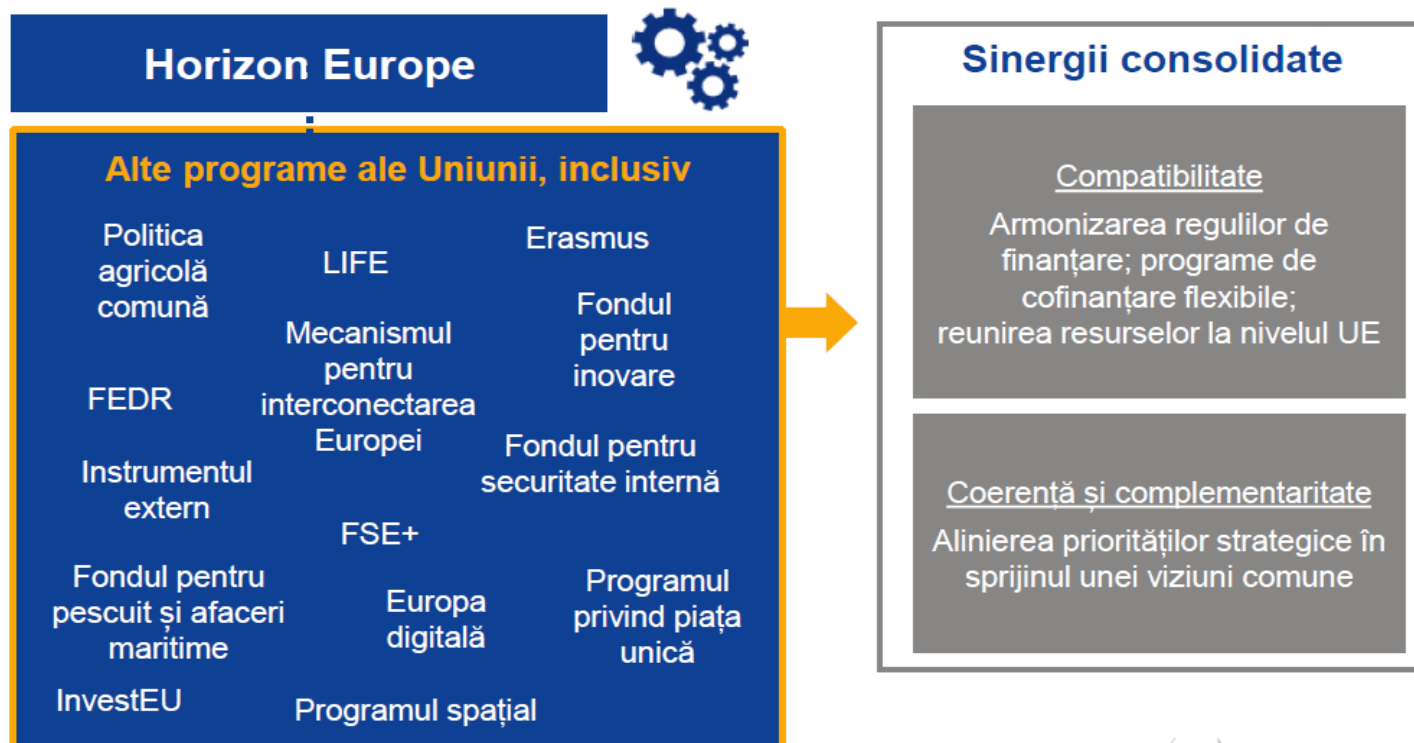 Horizon Europe
Alte programe ale Uniunii, inclusiv
Politica
agricolă
comună
LIFE
Erasmus
Mecanismul
pentru
interconectarea
Europei
Fondul
pentru
inovare
FEDR
Fondul pentru
securitate internă
Instrumentul
extern
FSE+
Fondul pentru
pescuit și afaceri
maritime
Europa
digitală
Programul
privind piața
unică
InvestEU
Programul spațial
Sinergii consolidate
Compatibilitate
Armonizarea regulilor de
finanțare; programe de
cofinanțare flexibile;
reunirea resurselor la nivelul UE
Coerență și complementaritate
Alinierea priorităților strategice în
sprijinul unei viziuni comune